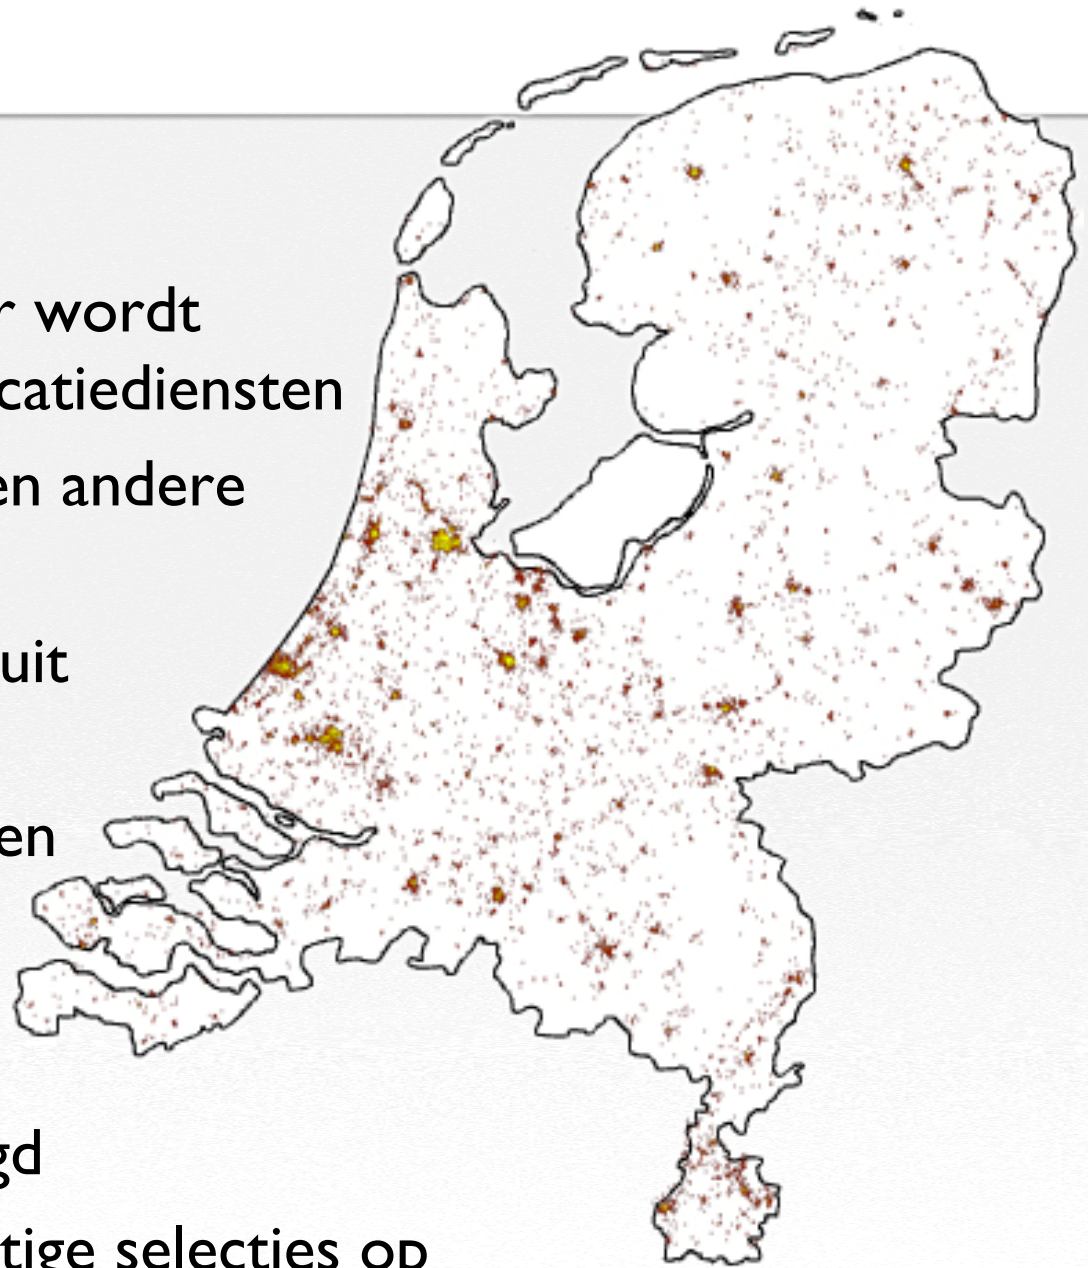 r wordt
catiediensten
en andere
uit
en
gd
tige selecties op